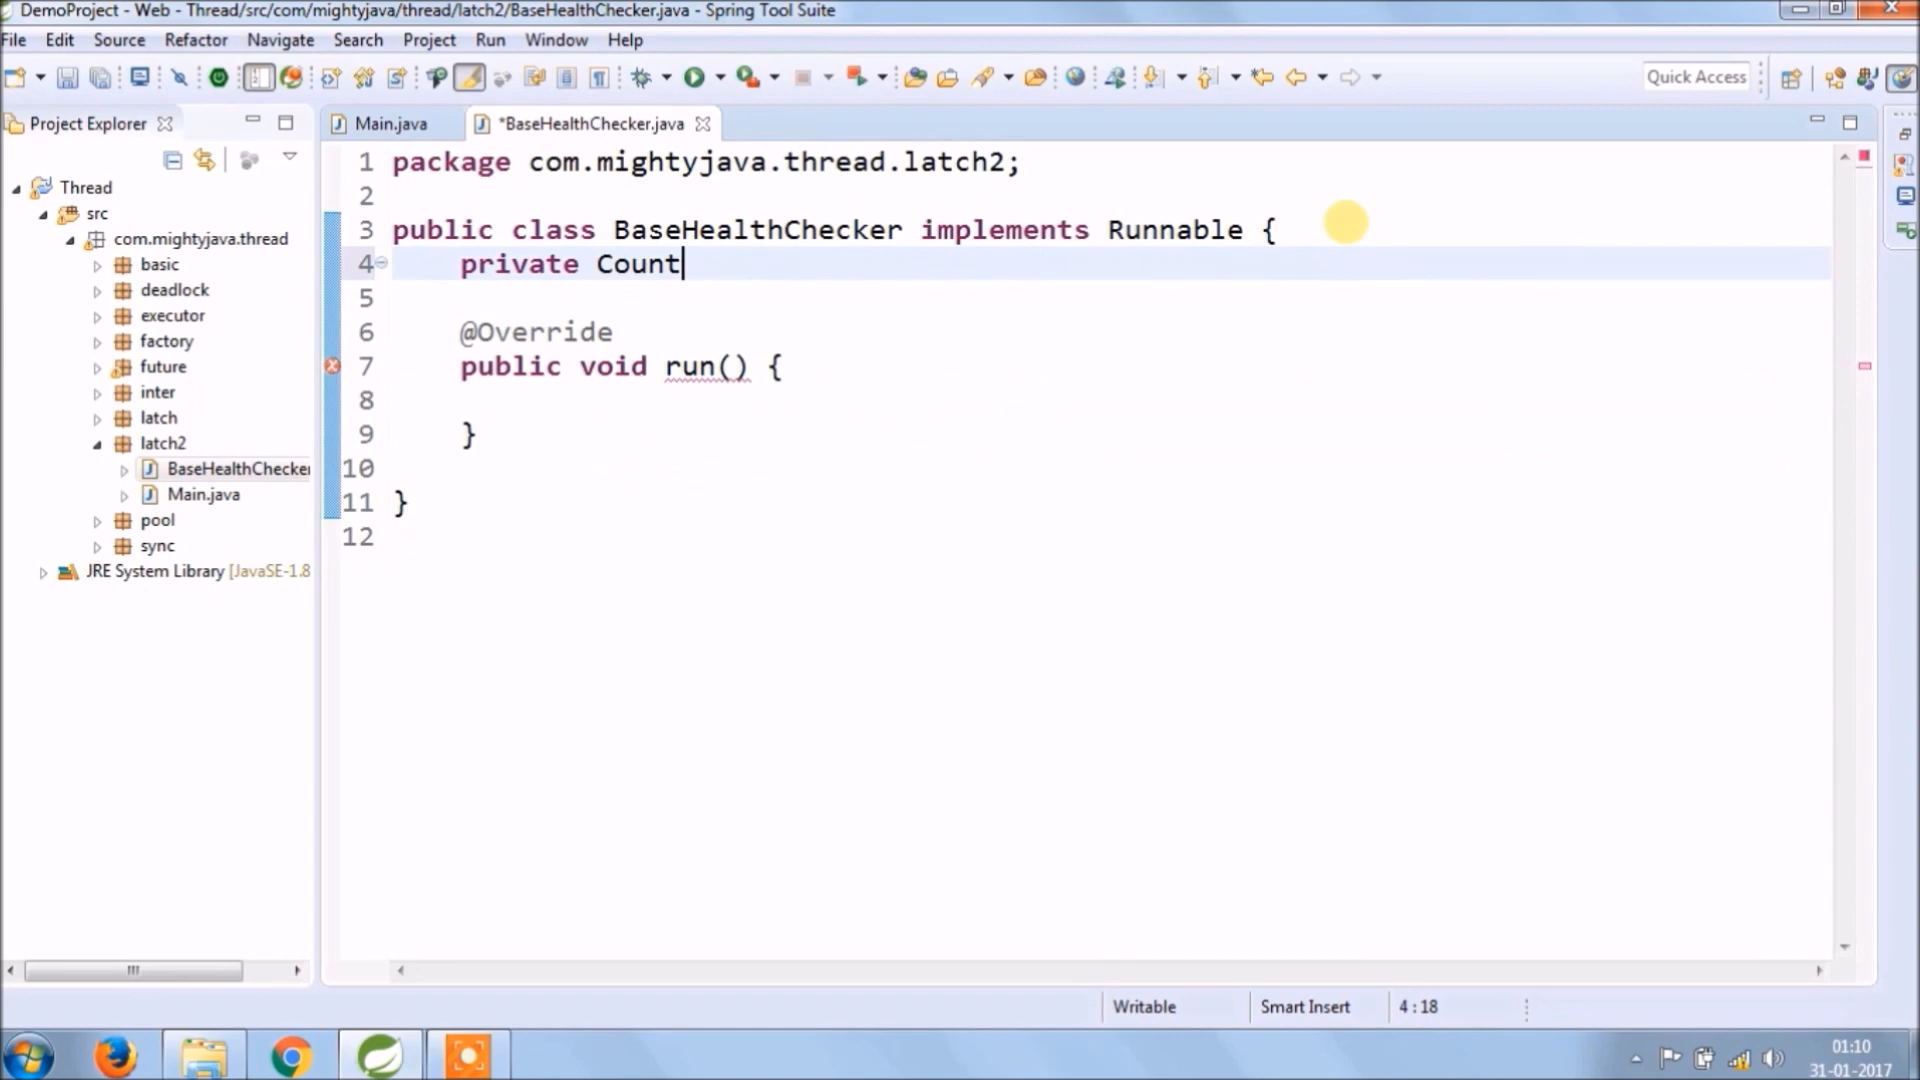 DemoProject - Web - Thread/src/com/mightyjava/thread/latch2/BaseHealthChecker.java - Spring Tool Suite
File Edit Source Refactor Navigate Search Project Run Window Help
Quick Access
Project Explorer
Main.java
*BaseHealthChecker.java
Thread
src
com.mightyjava.thread
basic
deadlock
executor
factory
future
inter
latch
latch2
BaseHealthChecker
Main.java
pool
sync
JRE System Library [JavaSE-1.8
1 package com.mightyjava.thread.latch2;
2
3 public class BaseHealthChecker implements Runnable {
4 private Count
5
6 @Override
7 public void run() {
8
9 }
10
11 }
12
Writable
Smart Insert
4 : 18
01:10
31-01-2017